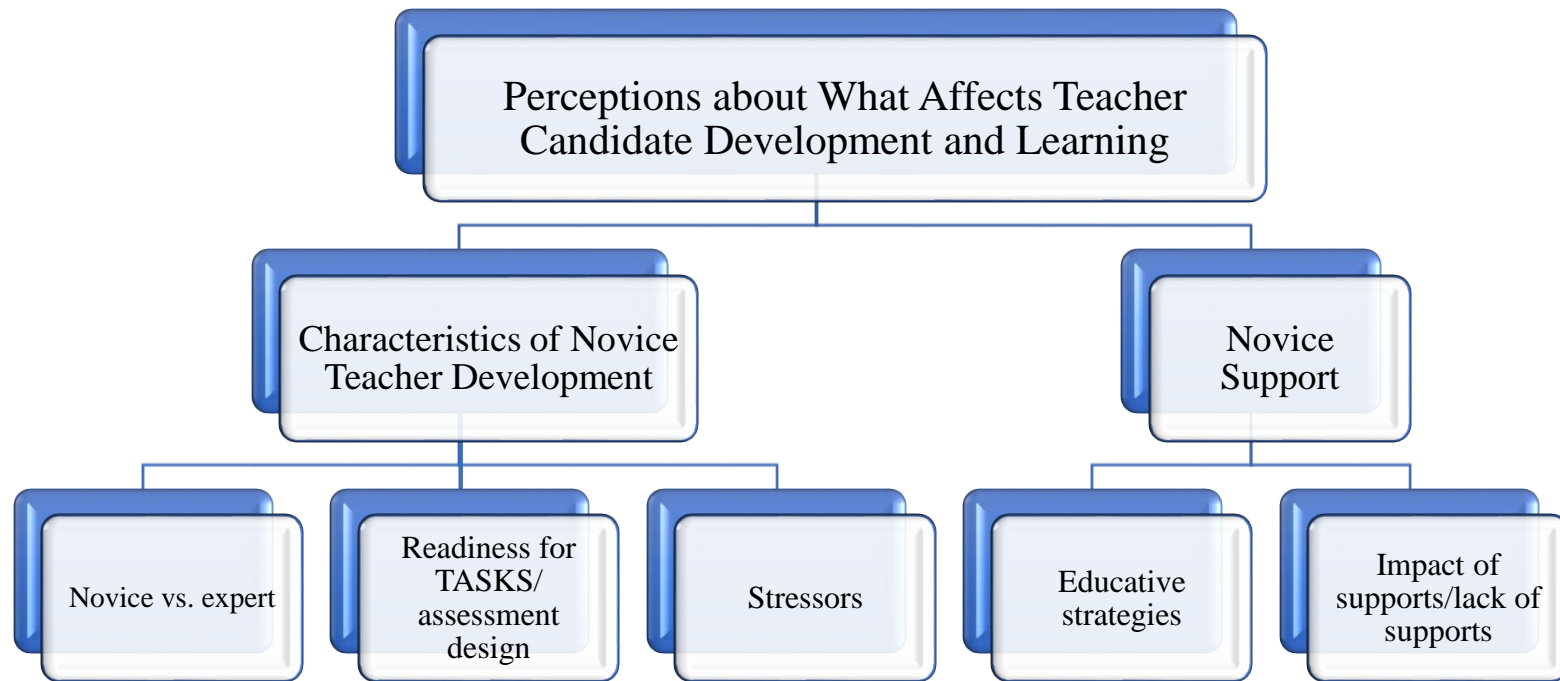 Perceptions about What Affects Teacher
Candidate Development and Learning
Characteristics of Novice
Teacher Development
Novice
Support
Novice vs. expert
Readiness for
TASKS/
assessment
design
Stressors
Educative
strategies
Impact of
supports/lack of
supports